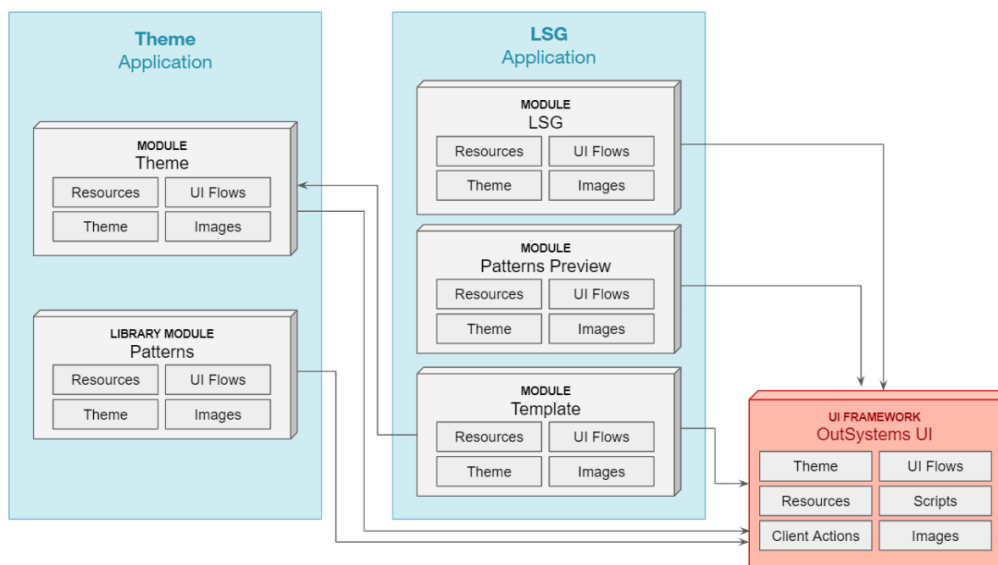 Theme
Application
MODULE
Theme
Resources
UI Flows
Theme
Images
LIBRARY MODULE
Patterns
Resources
UI Flows
Theme
Images
LSG
Application
MODULE
LSG
Resources
UI Flows
Theme
Images
MODULE
Patterns Preview
Resources
UI Flows
Theme
Images
MODULE
Template
Resources
UI Flows
Theme
Images
UI FRAMEWORK
OutSystems UI
Theme
UI Flows
Resources
Scripts
Client Actions
Images